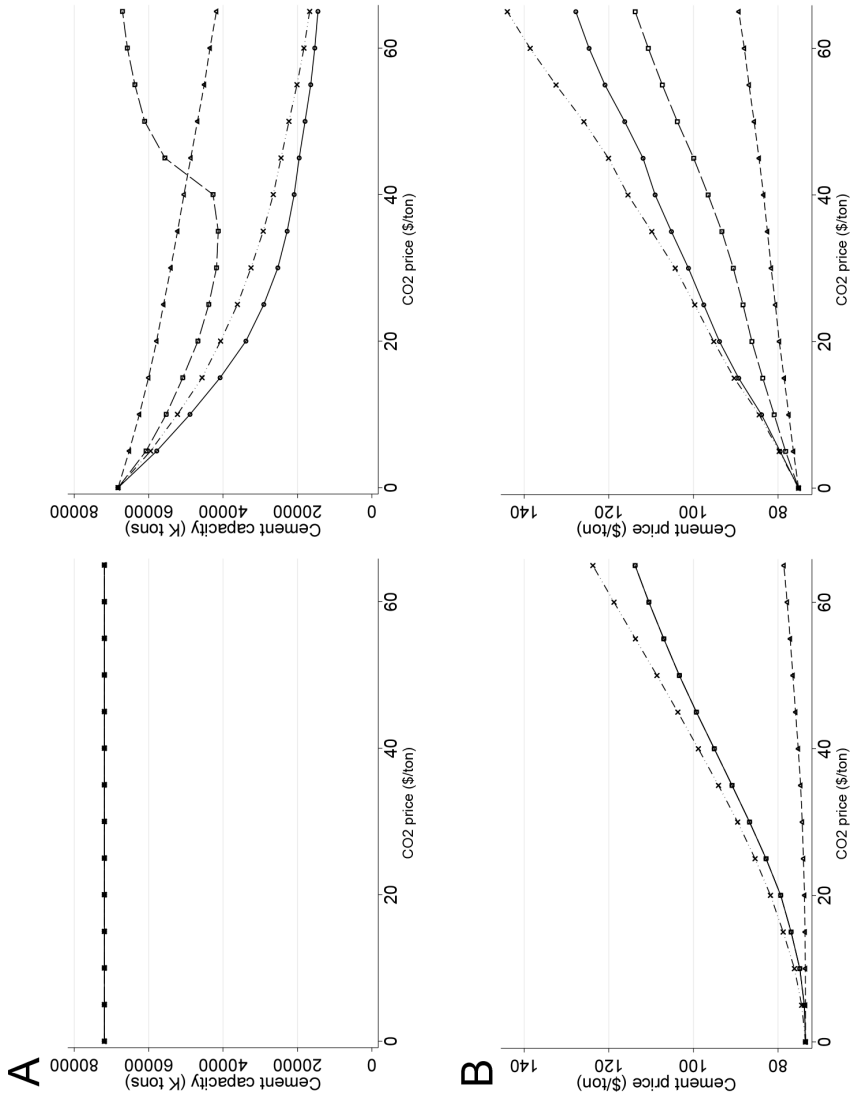 A
Cement capacity (K tons)
80000
60000
40000
20000
0
0 20 40 60
CO2 price ($/ton)
Cement capacity (K tons)
80000
60000
40000
20000
0
0 20 40 60
CO2 price ($/ton)
B
Cement price ($/ton)
140
120
100
80
0 20 40 60
CO2 price ($/ton)
Cement price ($/ton)
140
120
100
80
0 20 40 60
CO2 price ($/ton)